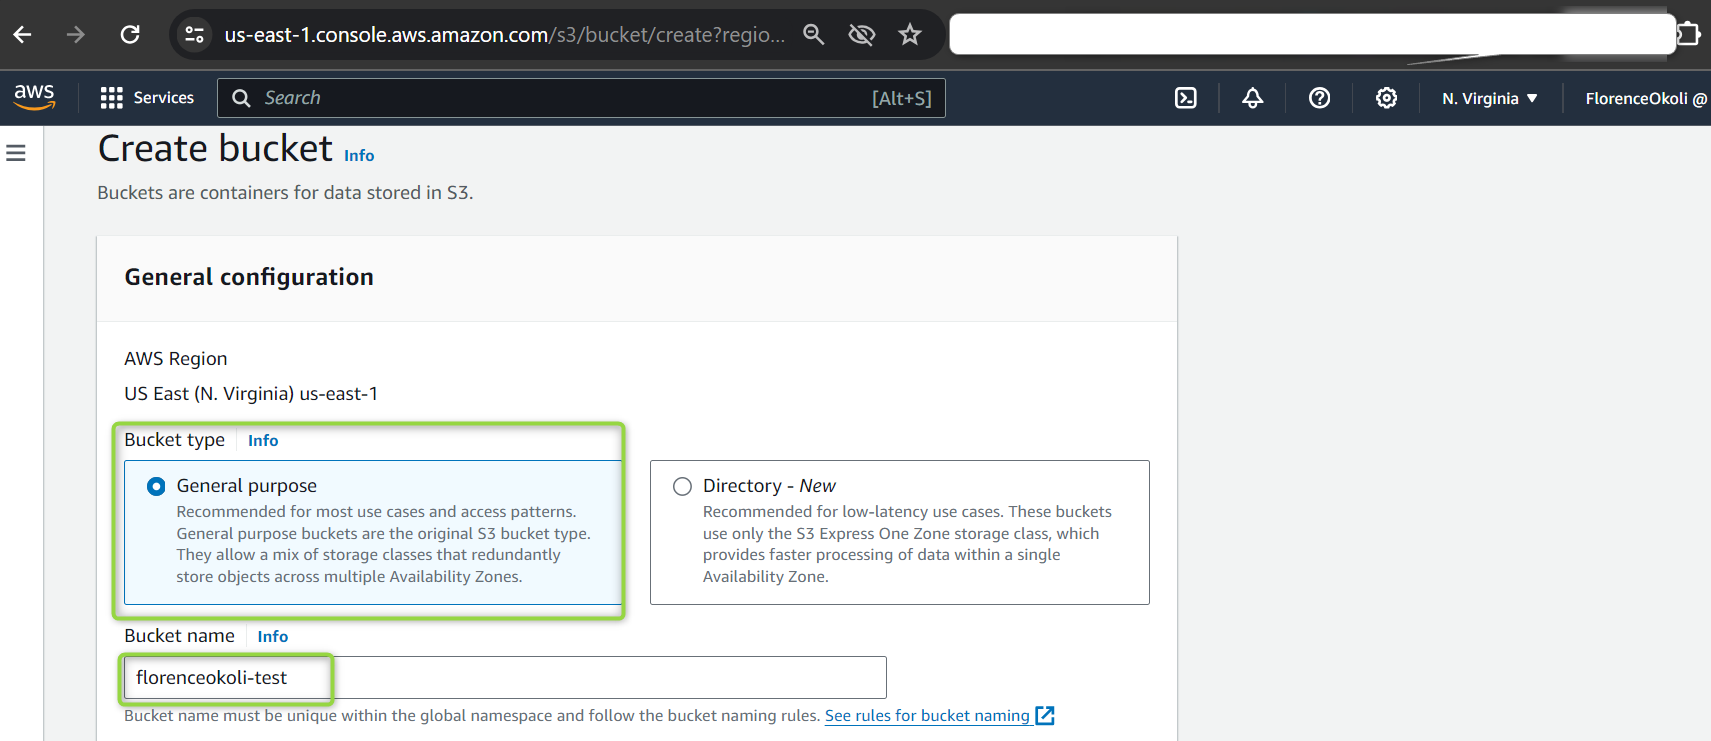 us-east-1.console.aws.amazon.com/s3/bucket/create?regio...
aws
Services
Search
[Alt+S]
N. Virginia
FlorenceOkoli @
Create bucket Info
Buckets are containers for data stored in S3.
General configuration
AWS Region
US East (N. Virginia) us-east-1
Bucket type Info
General purpose
Recommended for most use cases and access patterns.
General purpose buckets are the original S3 bucket type.
They allow a mix of storage classes that redundantly
store objects across multiple Availability Zones.
Directory - New
Recommended for low-latency use cases. These buckets
use only the S3 Express One Zone storage class, which
provides faster processing of data within a single
Availability Zone.
Bucket name Info
florenceokoli-test
Bucket name must be unique within the global namespace and follow the bucket naming rules. See rules for bucket naming